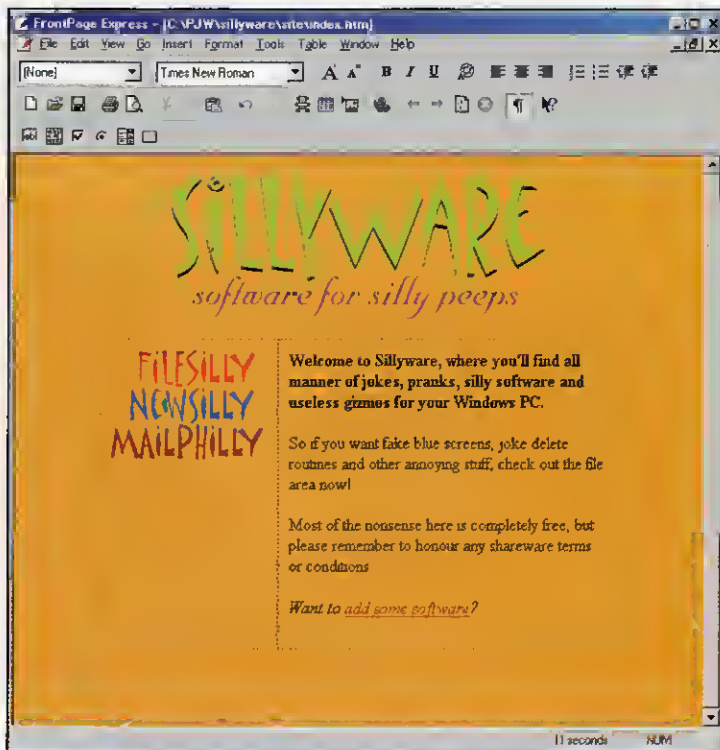 FrontPage Express - [C:\PJW\sillyware\site\index.htm]
File Edit View Go Insert Format Tools Table Window Help
(None) Times New Roman A A B I U
SiLLYWARE
software for silly peeps
FiLESiLLY
NEWSiLLY
MAiLPHiLLY
Welcome to Sillyware, where you'll find all
manner of jokes, pranks, silly software and
useless gizmos for your Windows PC.
So if you want fake blue screens, joke delete
routines and other annoying stuff, check out the file
area now!
Most of the nonsense here is completely free, but
please remember to honour any shareware terms
or conditions
Want to add some software?
11 seconds NUM